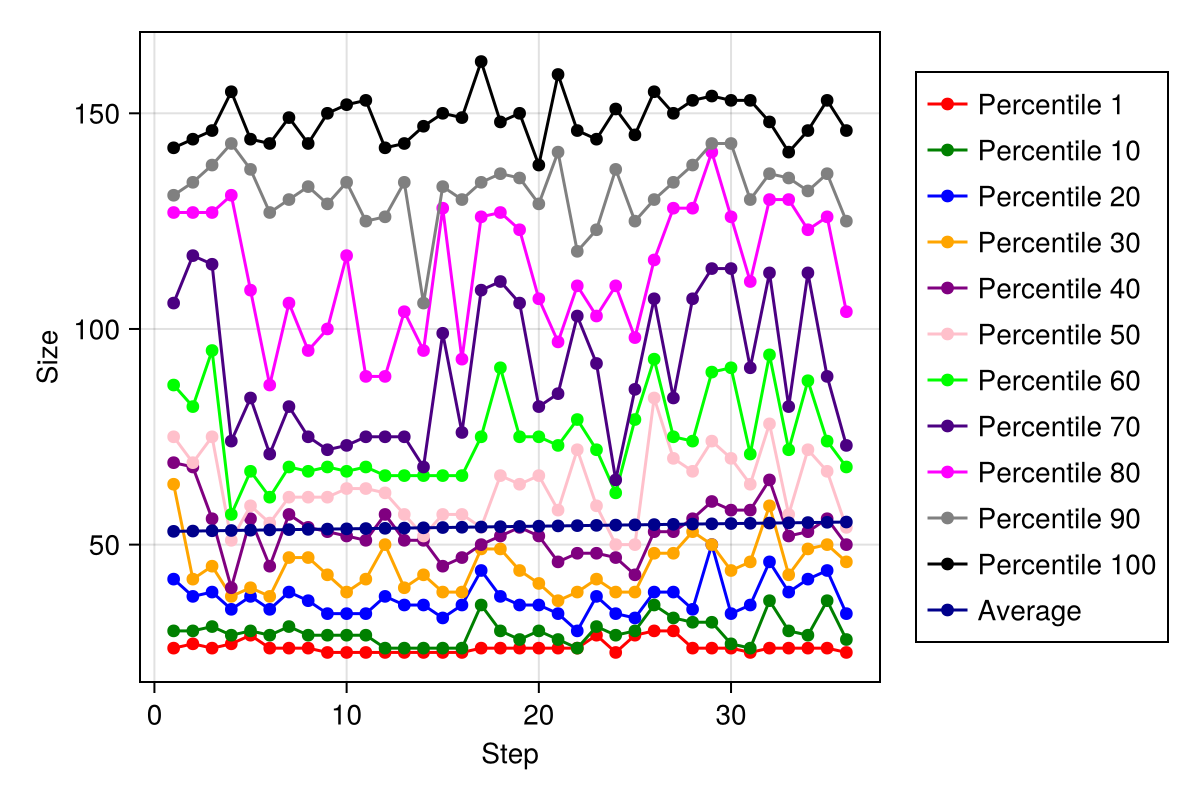 Size
150
100
50
0
10
20
30
Step
Percentile 1
Percentile 10
Percentile 20
Percentile 30
Percentile 40
Percentile 50
Percentile 60
Percentile 70
Percentile 80
Percentile 90
Percentile 100
Average